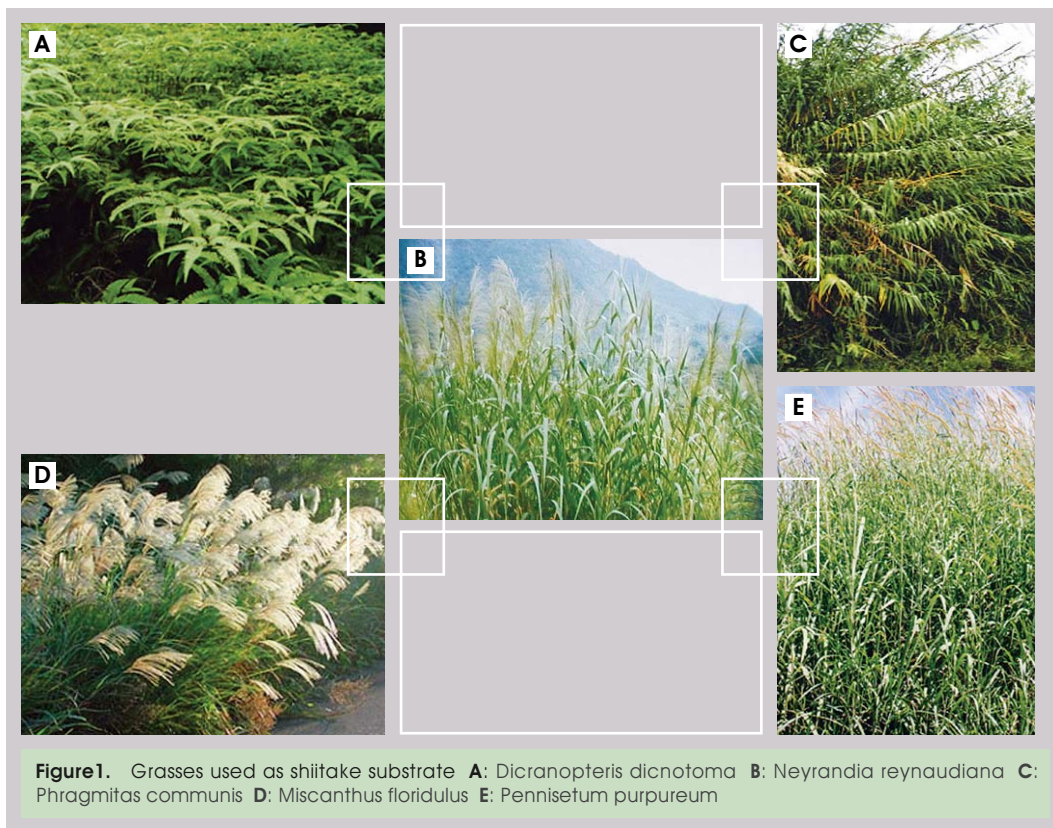 A
C
B
E
D
Figure1. Grasses used as shiitake substrate A: Dicranopteris dicnotoma B: Neyrandia reynaudiana C:
Phragmitas communis D: Miscanthus floridulus E: Pennisetum purpureum